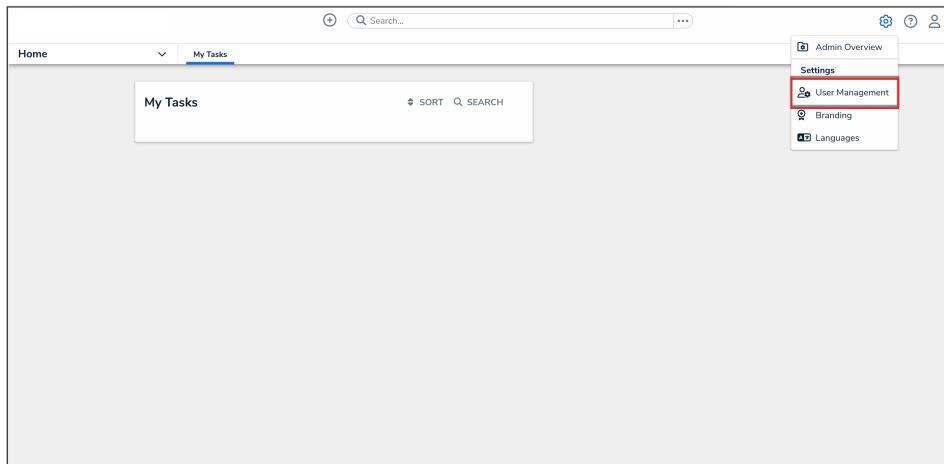 Search...
Home
My Tasks
Admin Overview
Settings
User Management
Branding
Languages
My Tasks
SORT
SEARCH